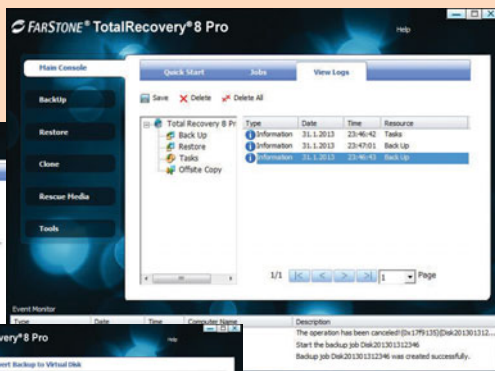 FARSTONE® TotalRecovery® 8 Pro
Help
Main Console
BackUp
Restore
Clone
Rescue Media
Tools
Quick Start Jobs View Logs
Save Delete Delete All
Total Recovery 8 Pr
Back Up
Restore
Tasks
Offsite Copy
Type Date Time Resource
Information 31.1.2013 23:46:42 Tasks
Information 31.1.2013 23:47:01 Back Up
Information 31.1.2013 23:46:43 Back Up
1/1 |< < > >| 1 Page
Event Monitor
Type Date Time Computer Name Description
The operation has been canceled!(0x17f9135)(Disk201301312...
Start the backup job Disk201301312346
Backup job Disk201301312346 was created successfully.
very® 8 Pro
Help
vert Backup to Virtual Disk